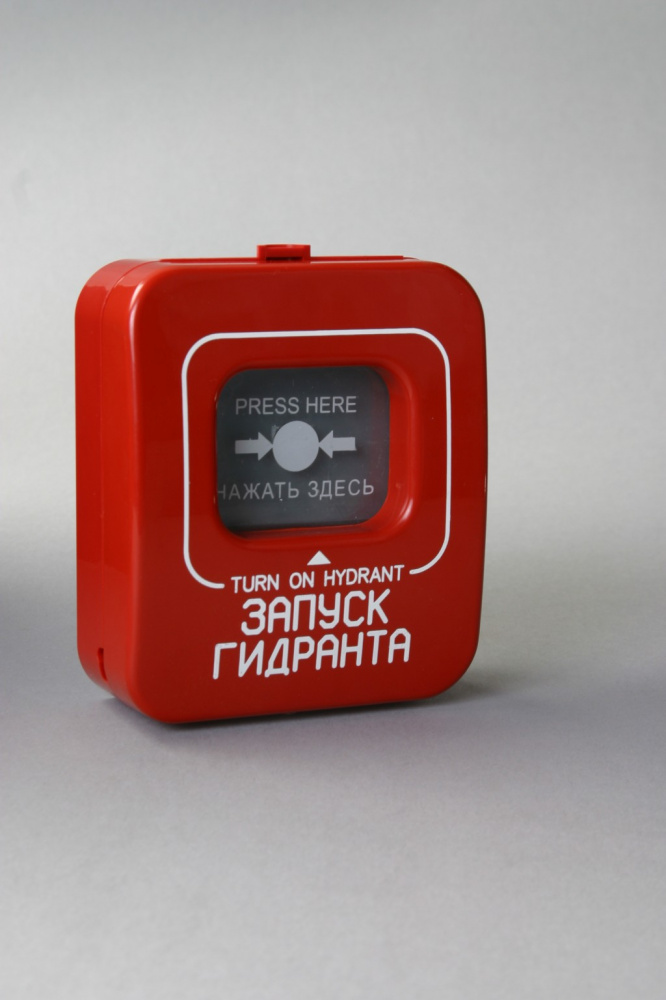 PRESS HERE
НАЖАТЬ ЗДЕСЬ
TURN ON HYDRANT
ЗАПУСК
ГИДРАНТА